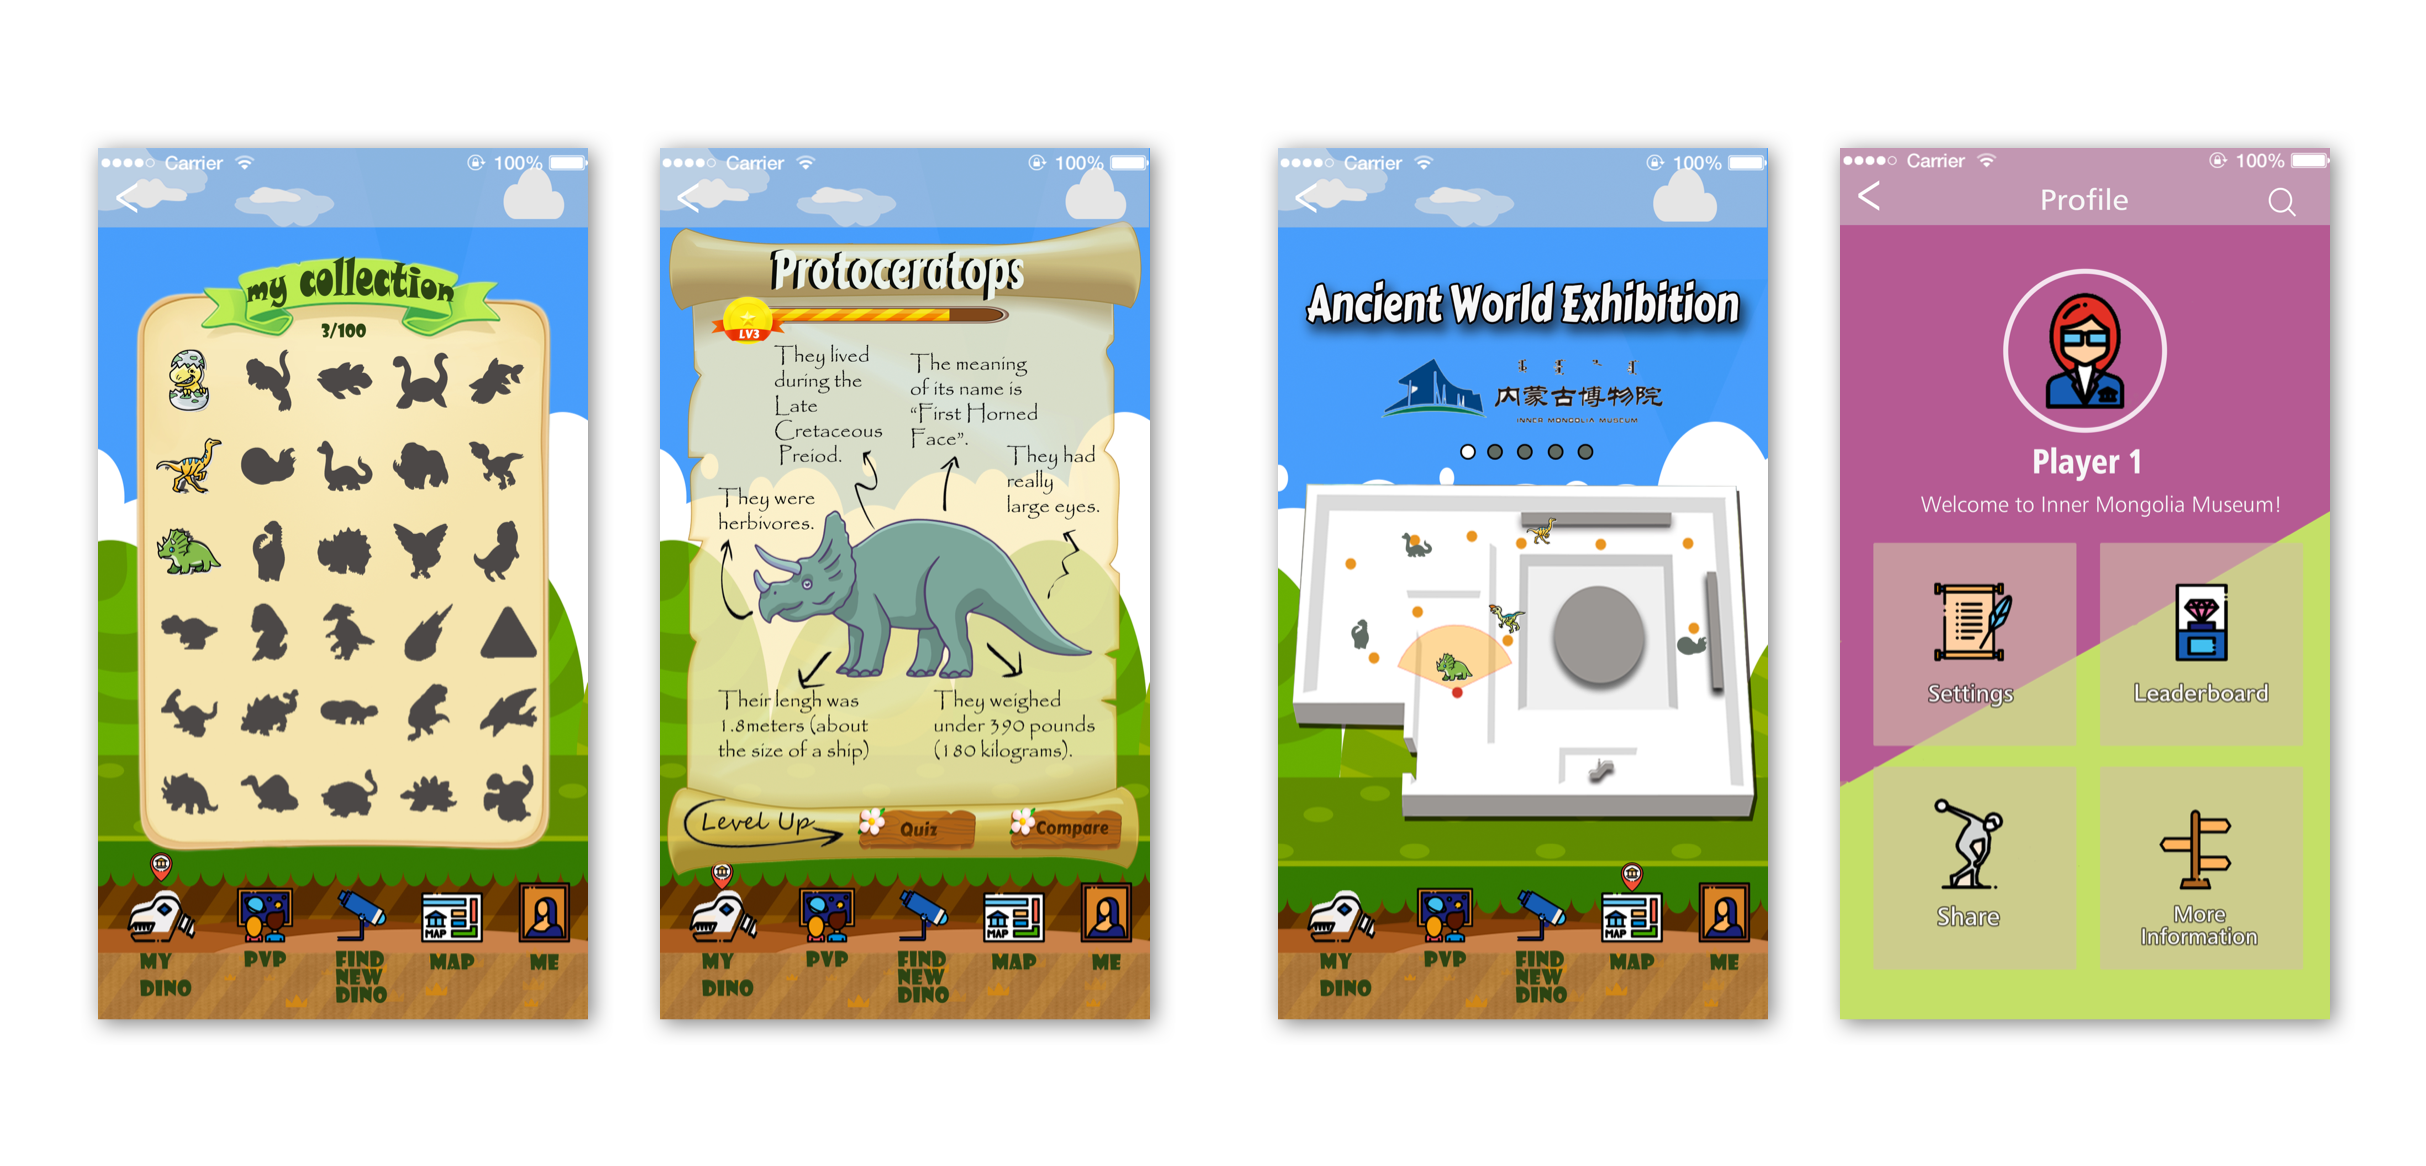 Carrier 100%
my collection
3/100
MY
DINO
PVP
FIND
NEW
DINO
MAP
MAP
ME
Carrier 100%
Protoceratops
LV3
They lived
during the
Late
Cretaceous
Preiod.
The meaning
of its name is
“First Horned
Face”.
They had
really
large eyes.
They were
herbivores.
Their lengh was
1.8meters (about
the size of a ship)
They weighed
under 390 pounds
(180 kilograms).
Level Up
Quiz
Compare
MY
DINO
PVP
FIND
NEW
DINO
MAP
MAP
ME
Carrier 100%
Ancient World Exhibition
内蒙古博物院
INNER MONGOLIA MUSEUM
MY
DINO
PVP
FIND
NEW
DINO
MAP
MAP
ME
Carrier 100%
Profile
Player 1
Welcome to Inner Mongolia Museum!
Settings
Leaderboard
Share
More
Information